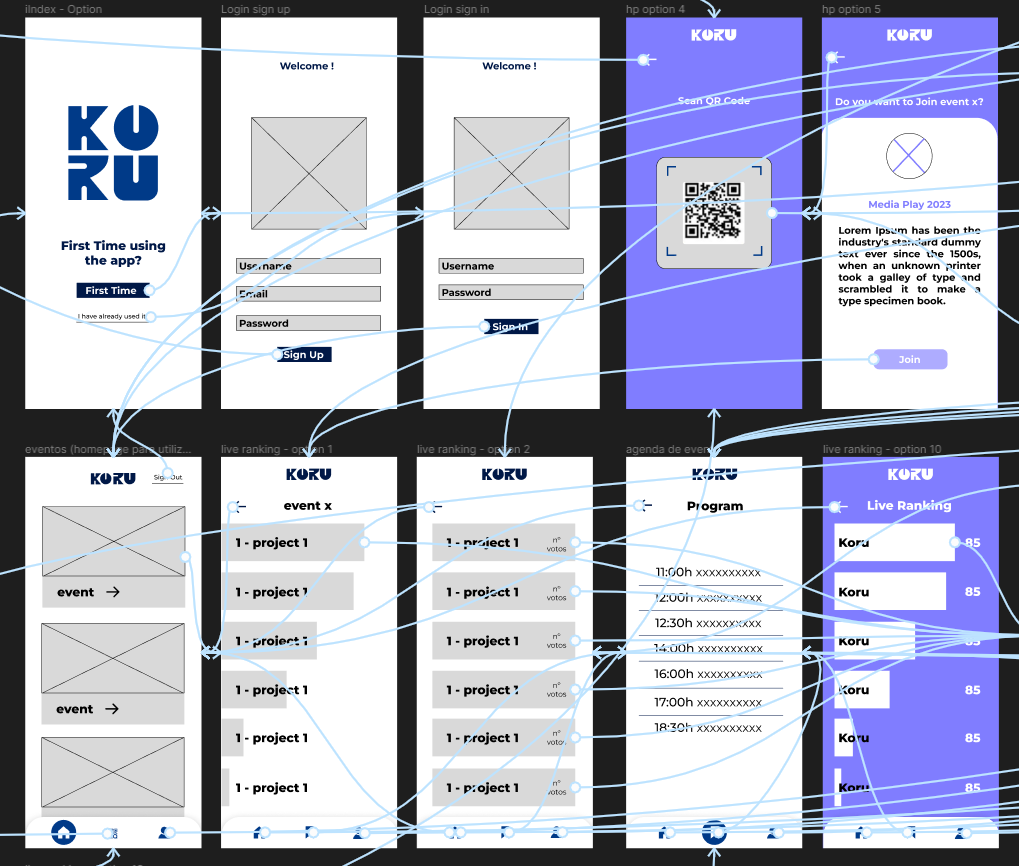 iIndex - Option
Login sign up
Login sign in
hp option 4
hp option 5
KO
RU
First Time using
the app?
First Time
I have already used it
Welcome !
Username
Email
Password
Sign Up
Welcome !
Username
Password
Sign In
KORU
Scan QR Code
KORU
Do you want to Join event x?
Media Play 2023
Lorem Ipsum has been the
industry's standard dummy
text ever since the 1500s,
when an unknown printer
took a galley of type and
scrambled it to make a
type specimen book.
Join
eventos (homepage para utiliz...
live ranking - option 1
live ranking - option 2
agenda de even
live ranking - option 10
KORU
Sign Out
event
event
KORU
event x
1 - project 1
1 - project 1
1 - project 1
1 - project 1
1 - project 1
1 - project 1
1 - project 1
nº
votos
1 - project 1
nº
votos
1 - project 1
nº
votos
1 - project 1
nº
votos
1 - project 1
nº
votos
1 - project 1
nº
votos
KORU
Program
11:00h xxxxxxxxxx
12:00h xxxxxxxxxx
12:30h xxxxxxxxxx
14:00h xxxxxxxxxx
16:00h xxxxxxxxxx
17:00h xxxxxxxxxx
18:30h xxxxxxxxxx
KORU
Live Ranking
Koru 85
Koru 85
Koru 85
Koru 85
Koru 85
Koru 85